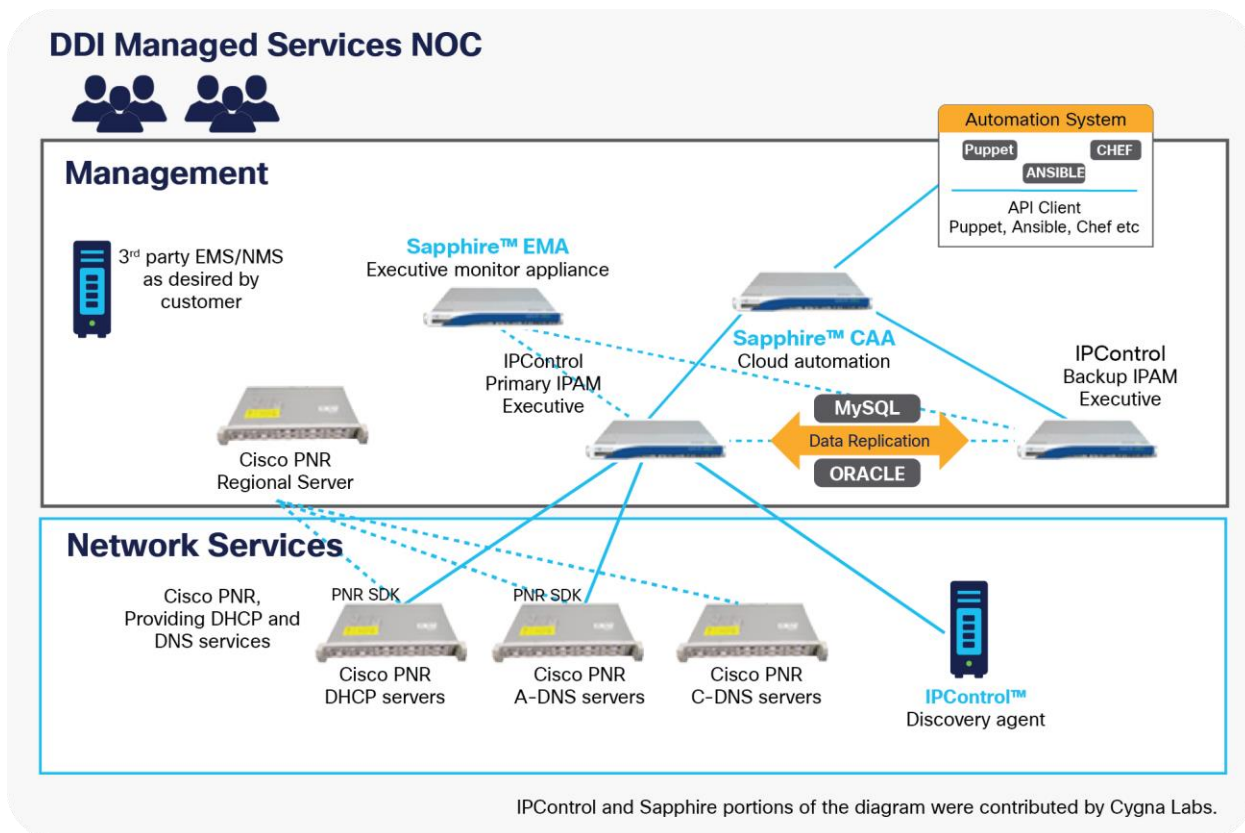 DDI Managed Services NOC
Automation System
Puppet
CHEF
ANSIBLE
API Client
Puppet, Ansible, Chef etc
Management
3rd party EMS/NMS
as desired by
customer
Sapphire™ EMA
Executive monitor appliance
Sapphire™ CAA
Cloud automation
IPControl
Primary IPAM
Executive
IPControl
Backup IPAM
Executive
MySQL
Data Replication
ORACLE
Cisco PNR
Regional Server
Network Services
Cisco PNR,
Providing DHCP and
DNS services
PNR SDK
PNR SDK
Cisco PNR
DHCP servers
Cisco PNR
A-DNS servers
Cisco PNR
C-DNS servers
IPControl™
Discovery agent
IPControl and Sapphire portions of the diagram were contributed by Cygna Labs.